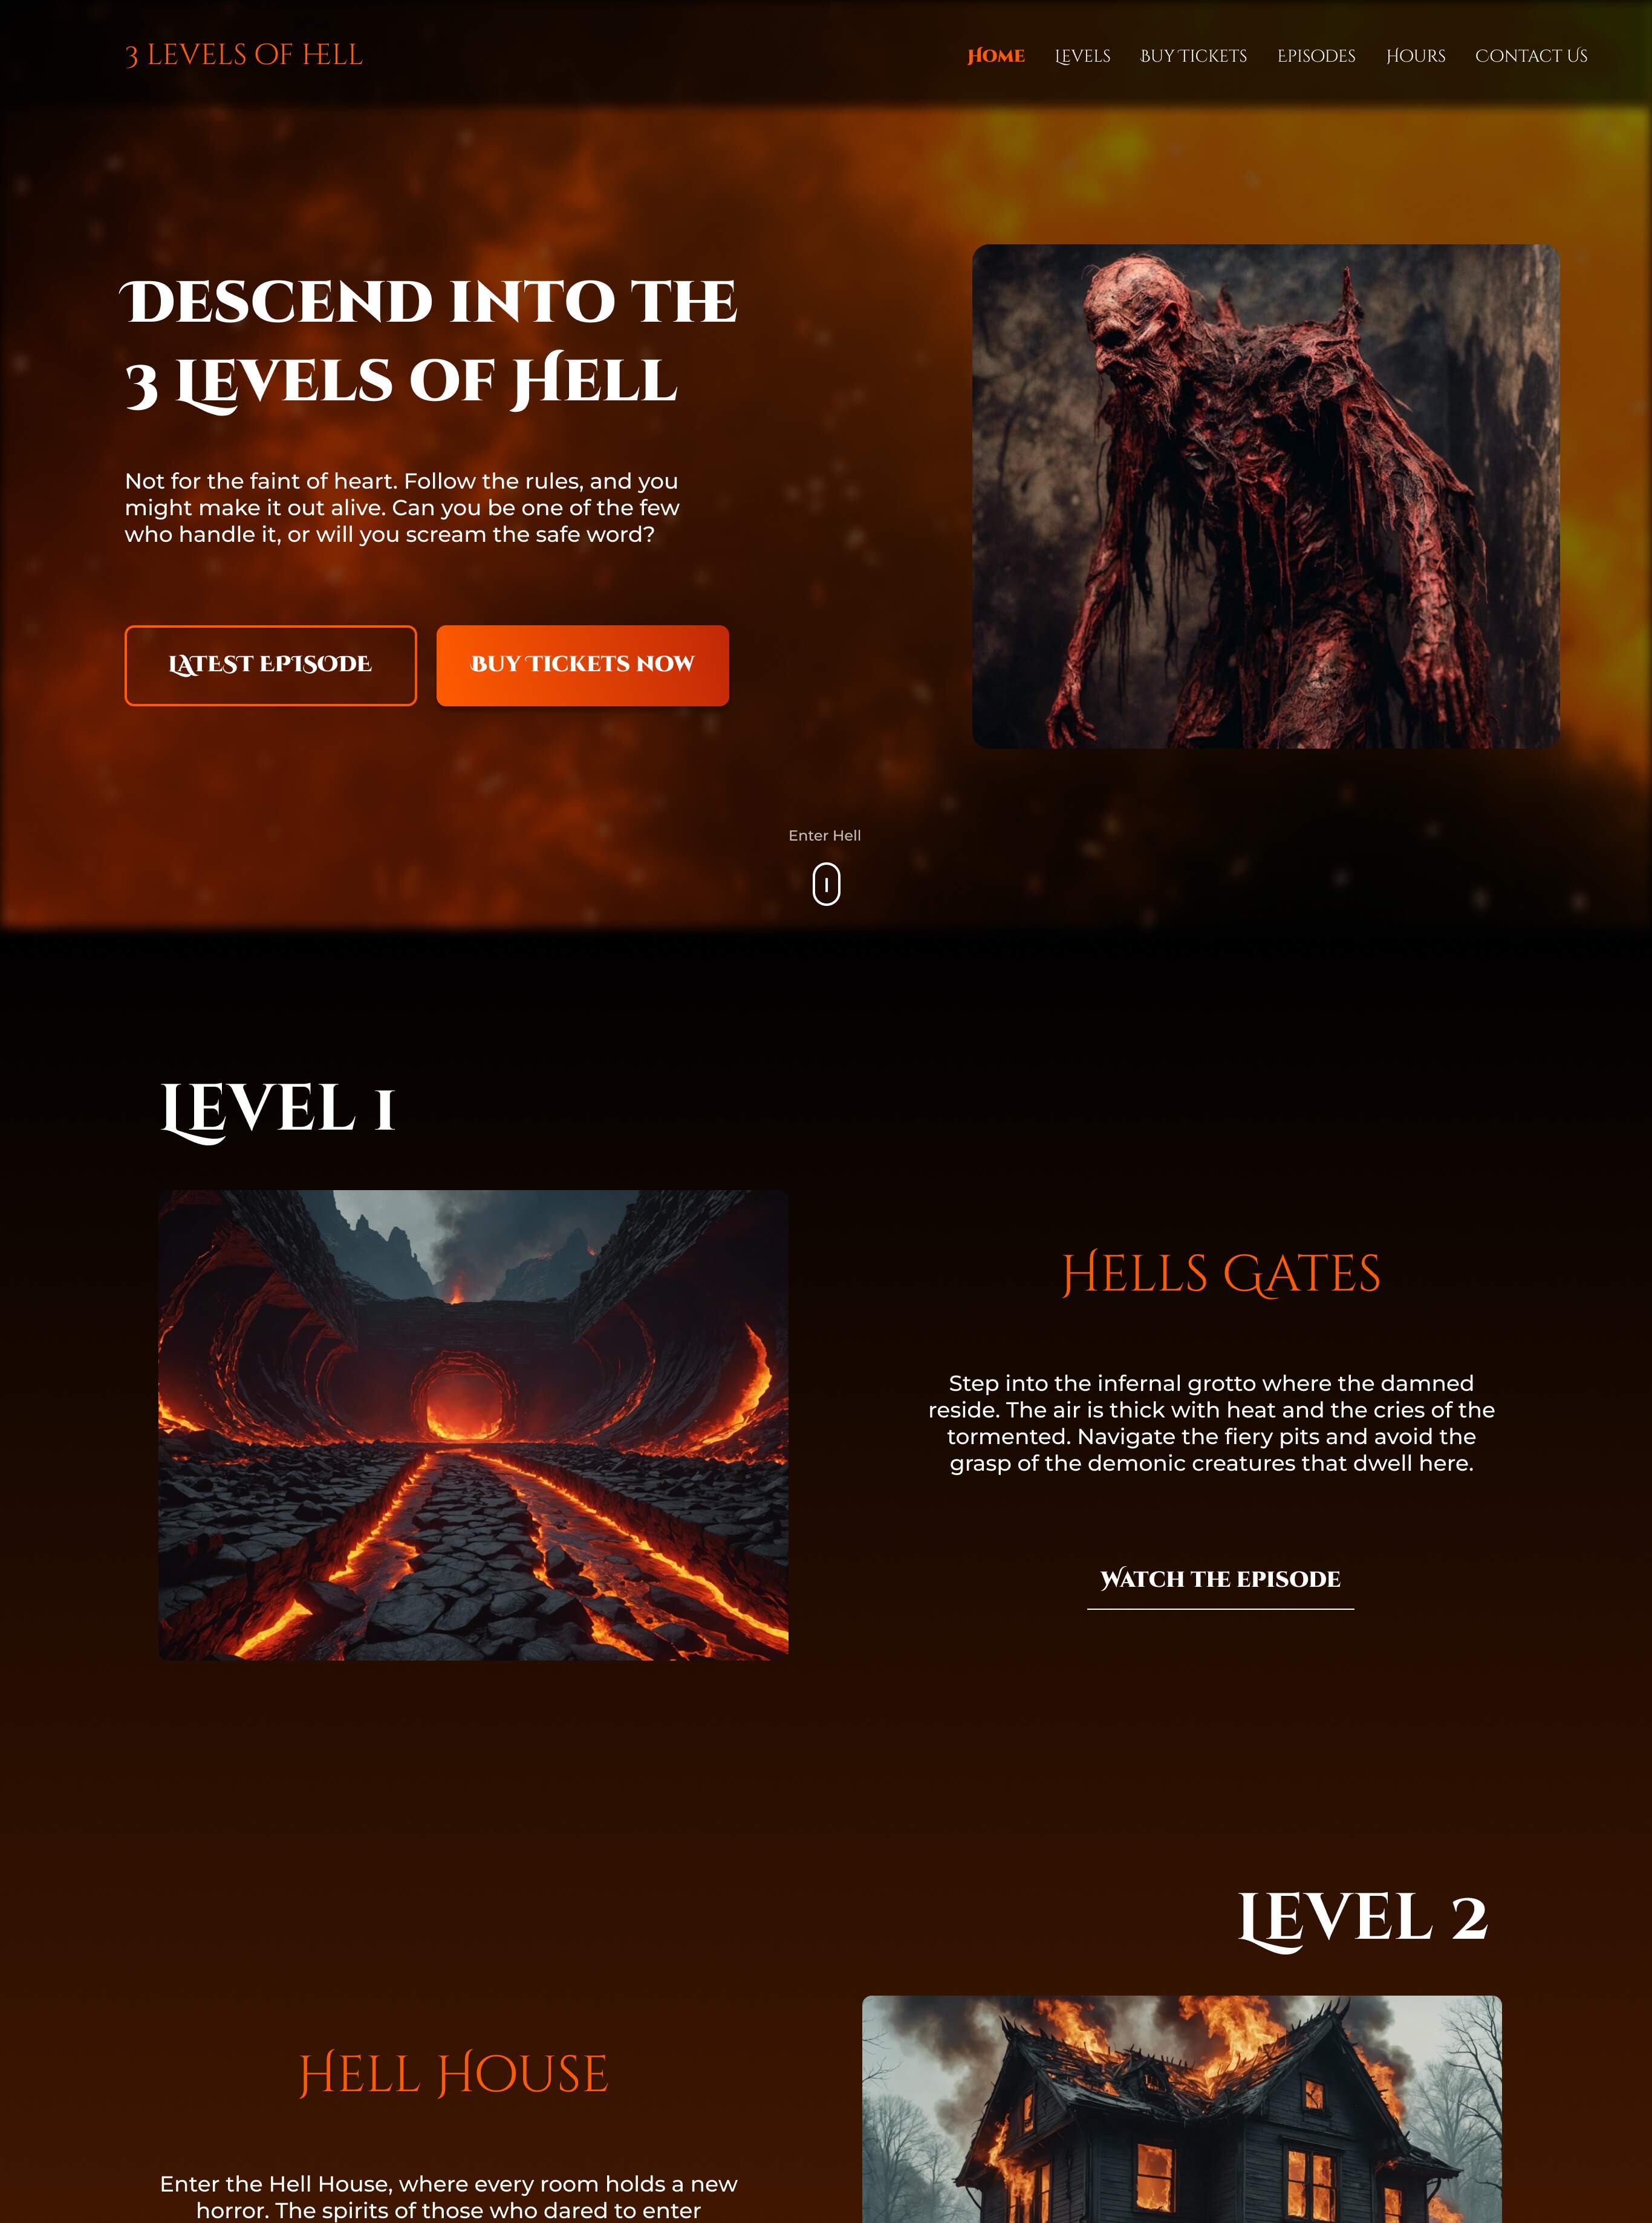 3 Levels of Hell
Home Levels Buy Tickets Episodes Hours Contact Us
Descend into the
3 Levels of Hell
Not for the faint of heart. Follow the rules, and you
might make it out alive. Can you be one of the few
who handle it, or will you scream the safe word?
Latest Episode
Buy Tickets now
Enter Hell
Level 1
Hells Gates
Step into the infernal grotto where the damned
reside. The air is thick with heat and the cries of the
tormented. Navigate the fiery pits and avoid the
grasp of the demonic creatures that dwell here.
Watch the episode
Level 2
Hell House
Enter the Hell House, where every room holds a new
horror. The spirits of those who dared to enter